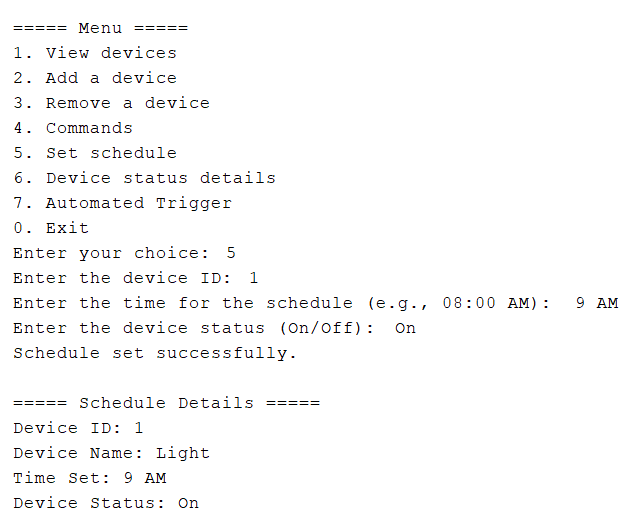 ===== Menu =====
1. View devices
2. Add a device
3. Remove a device
4. Commands
5. Set schedule
6. Device status details
7. Automated Trigger
0. Exit
Enter your choice: 5
Enter the device ID: 1
Enter the time for the schedule (e.g., 08:00 AM): 9 AM
Enter the device status (On/Off): On
Schedule set successfully.

===== Schedule Details =====
Device ID: 1
Device Name: Light
Time Set: 9 AM
Device Status: On